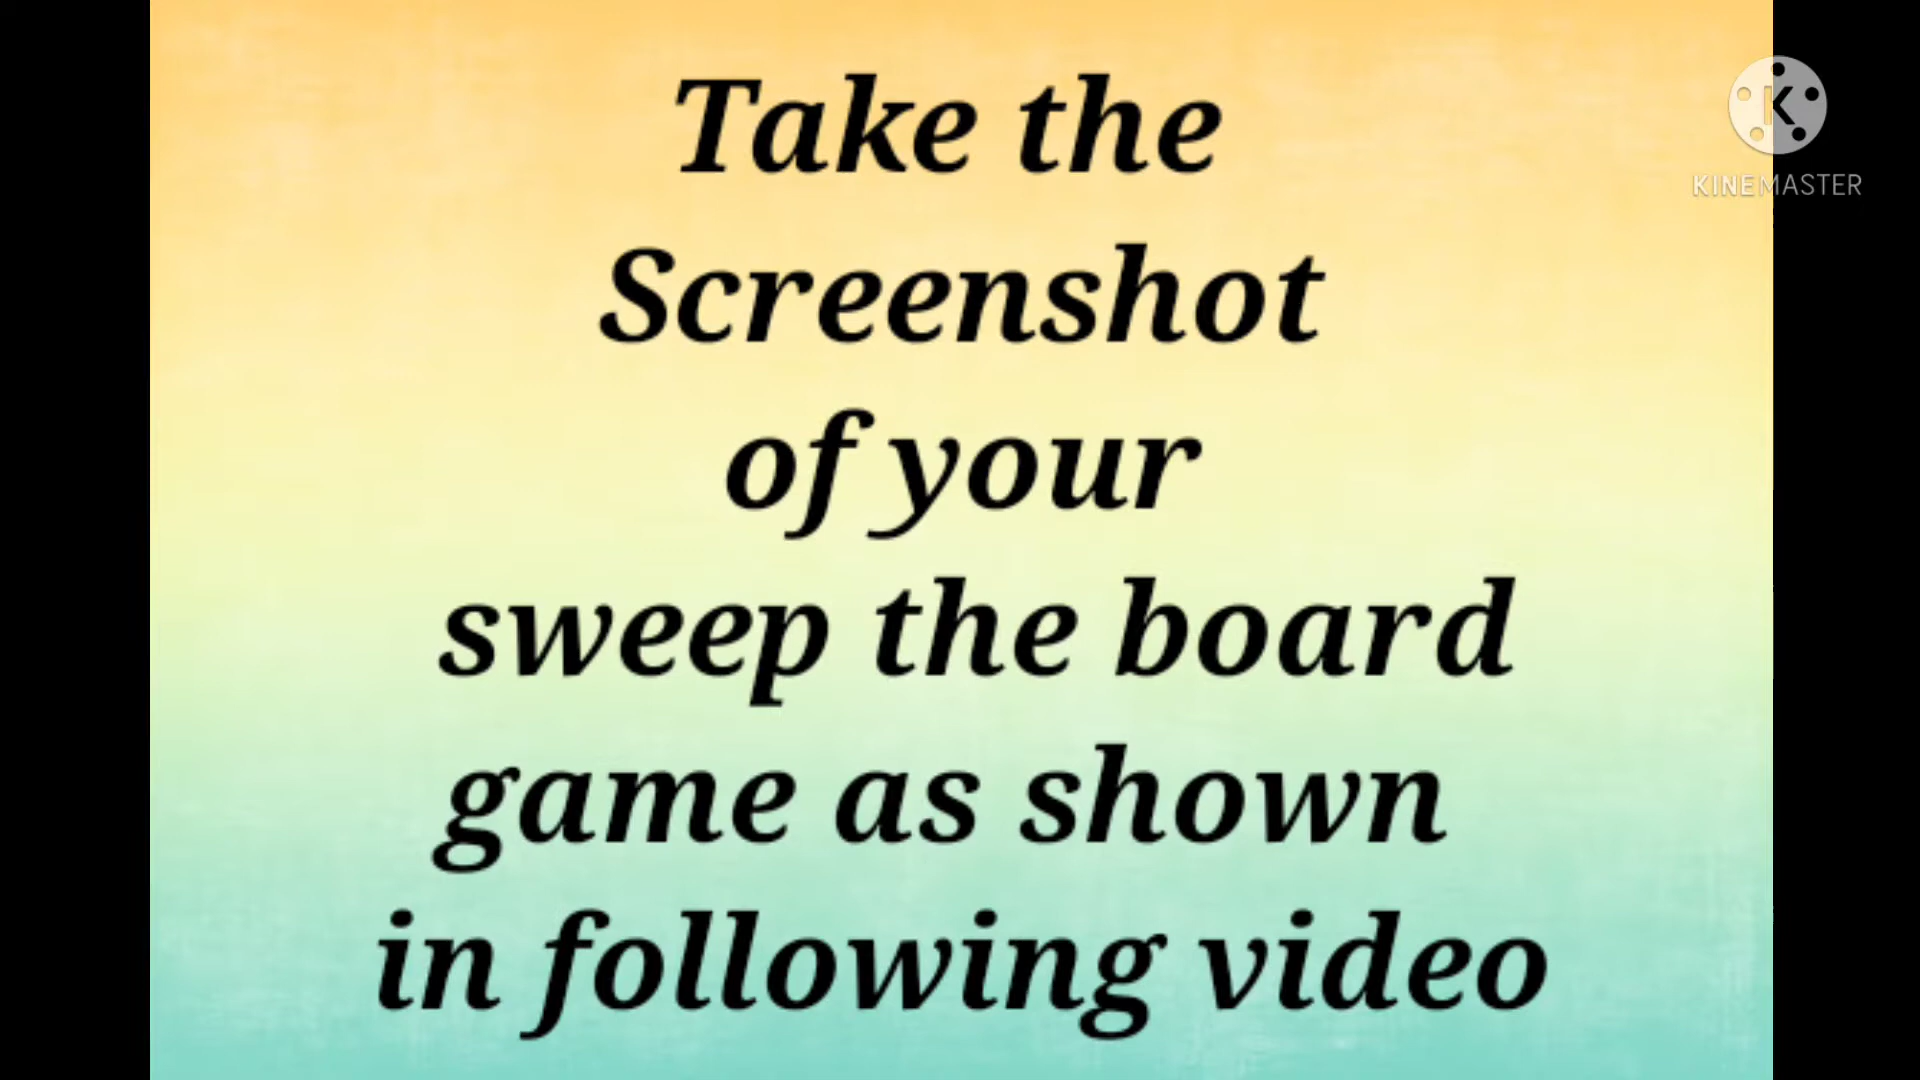 Take the
Screenshot
of your
sweep the board
game as shown
in following video
K
KINEMASTER